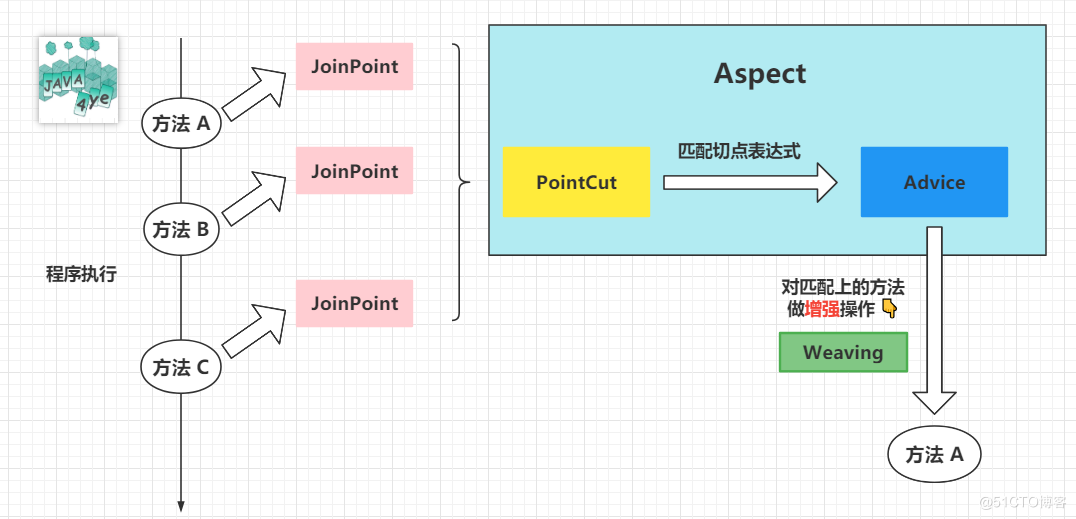 JAVA
4ye
JoinPoint
方法 A
JoinPoint
方法 B
程序执行
JoinPoint
方法 C
Aspect
PointCut
匹配切点表达式
Advice
对匹配上的方法
做增强操作
Weaving
方法 A
@51CTO博客